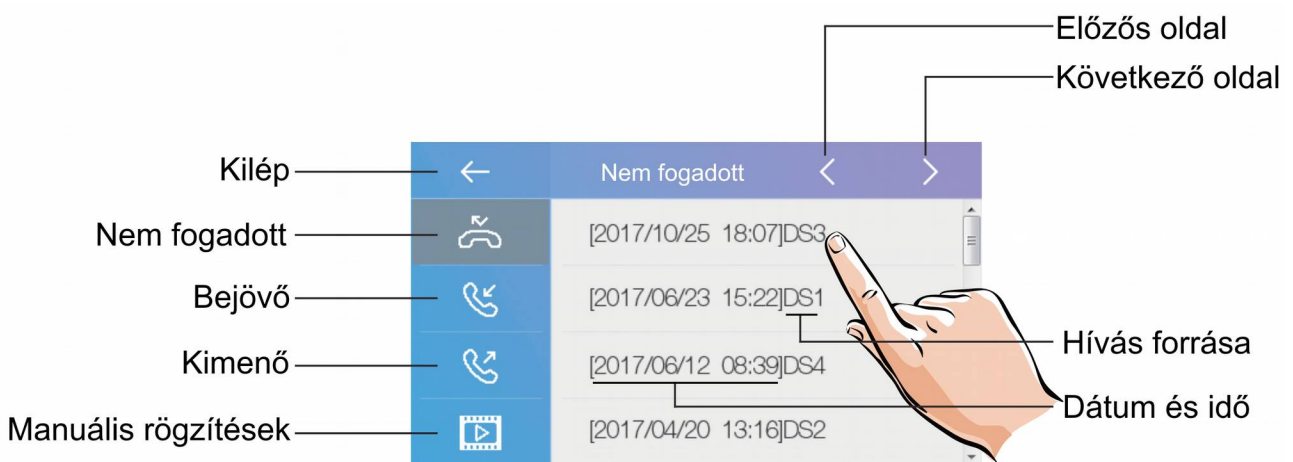 Előzős oldal
Következő oldal
Kilép
Nem fogadott
Nem fogadott
[2017/10/25 18:07]DS3
Bejövő
[2017/06/23 15:22]DS1
Hívás forrása
Kimenő
[2017/06/12 08:39]DS4
Dátum és idő
Manuális rögzítések
[2017/04/20 13:16]DS2